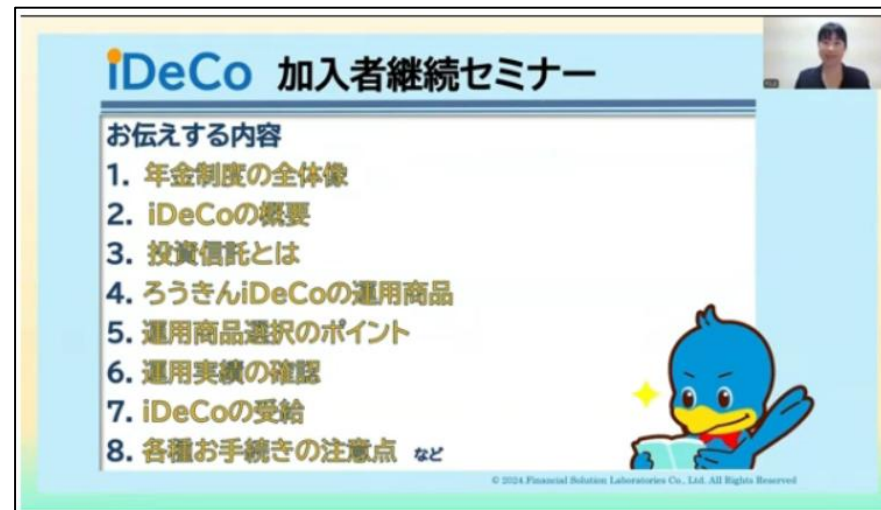 iDeCo 加入者継続セミナー
お伝えする内容
1. 年金制度の全体像
2. iDeCoの概要
3. 投資信託とは
4. ろうきんiDeCoの運用商品
5. 運用商品選択のポイント
6. 運用実績の確認
7. iDeCoの受給
8. 各種お手続きの注意点 など
© 2024 Financial Solution Laboratories Co., Ltd. All Rights Reserved